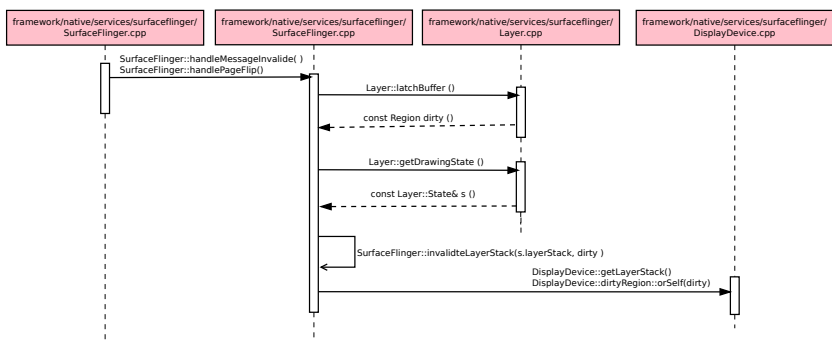 framework/native/services/surfaceflinger/
SurfaceFlinger.cpp
framework/native/services/surfaceflinger/
SurfaceFlinger.cpp
framework/native/services/surfaceflinger/
Layer.cpp
framework/native/services/surfaceflinger/
DisplayDevice.cpp
SurfaceFlinger::handleMessageInvalide( )
SurfaceFlinger::handlePageFlip()
Layer::latchBuffer ()
const Region dirty ()
Layer::getDrawingState ()
const Layer::State& s ()
SurfaceFlinger::invalidteLayerStack(s.layerStack, dirty )
DisplayDevice::getLayerStack()
DisplayDevice::dirtyRegion::orSelf(dirty)